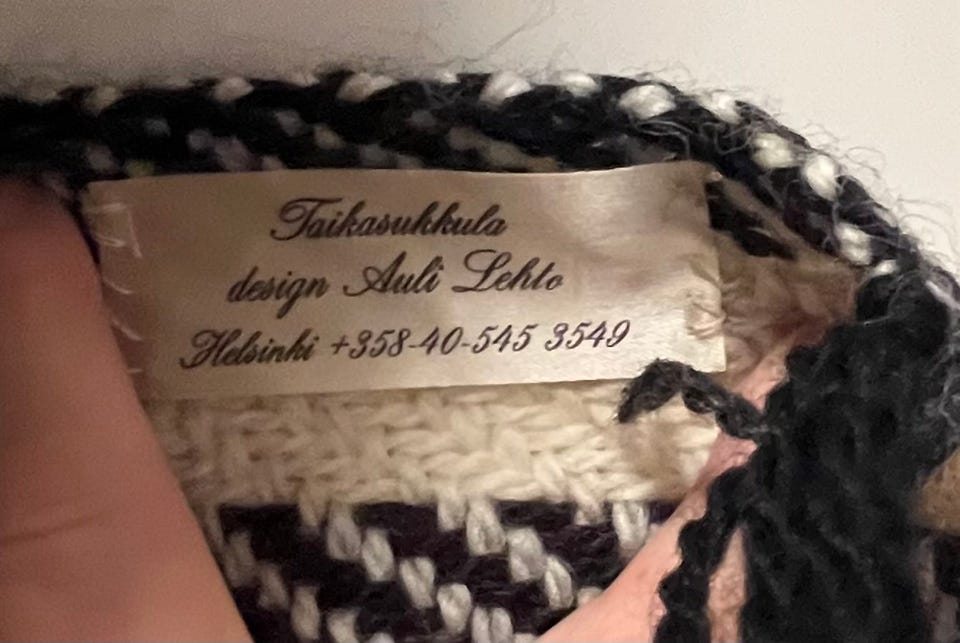 Taikasukkula
design Auli Lehto
Helsinki +358-40-545 3549